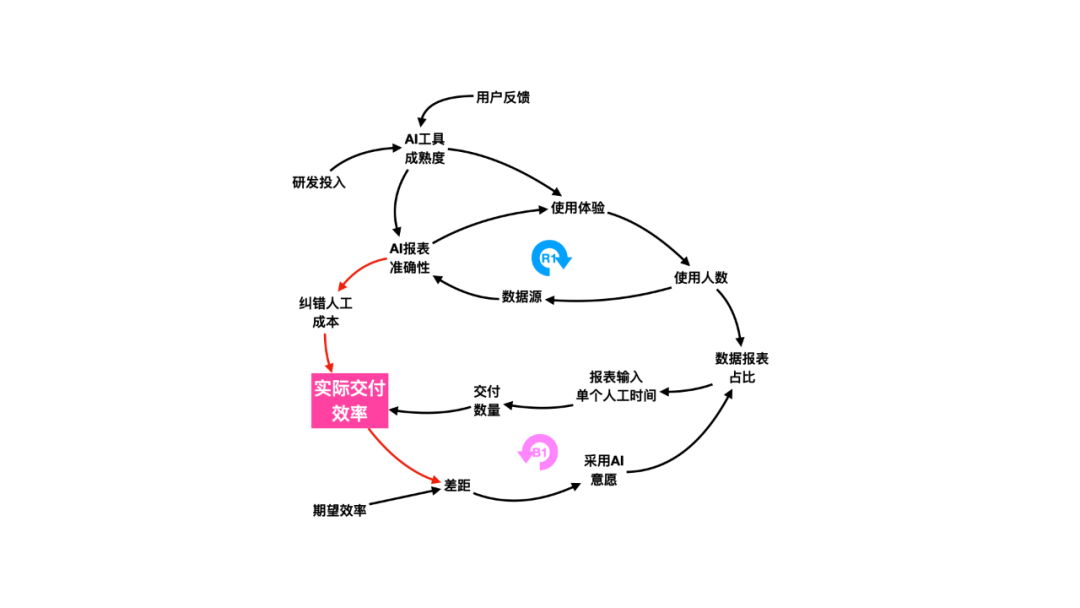 用户反馈
AI工具
成熟度
研发投入
使用体验
AI报表
准确性
R1
使用人数
数据源
纠错人工
成本
数据报表
占比
实际交付
效率
交付
数量
报表输入
单个人工时间
B1
采用AI
意愿
差距
期望效率